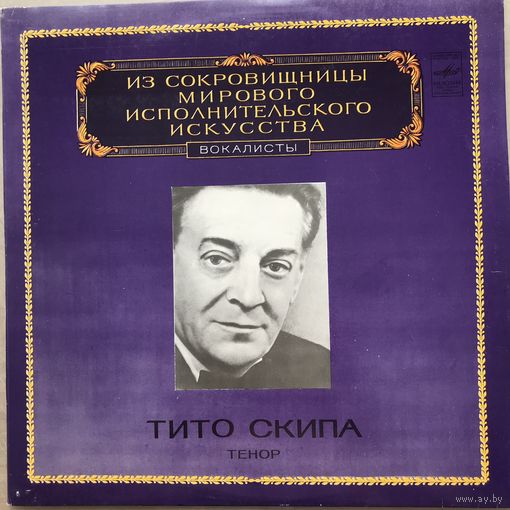 ИЗ СОКРОВИЩНИЦЫ
МИРОВОГО
ИСПОЛНИТЕЛЬСКОГО
ИСКУССТВА
ВОКАЛИСТЫ
ТИТО СКИПА
ТЕНОР
www.ay.by